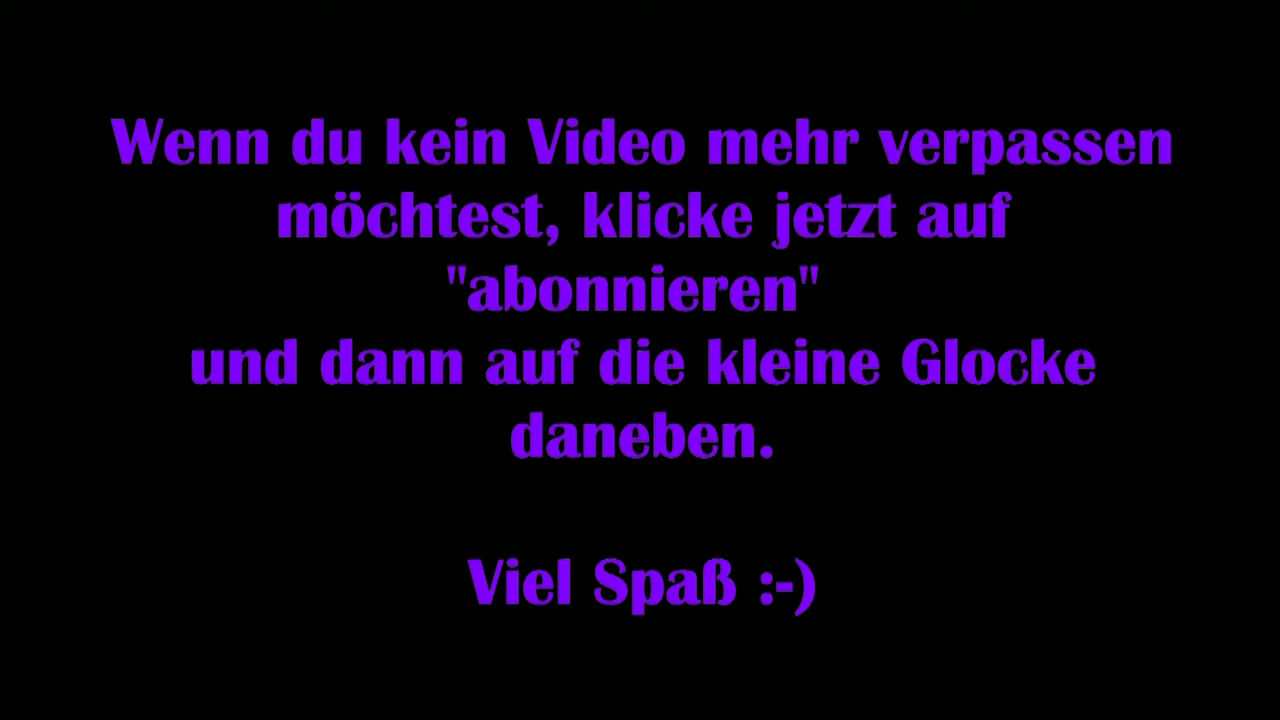 Wenn du kein Video mehr verpassen
möchtest, klicke jetzt auf
"abonnieren"
und dann auf die kleine Glocke
daneben.
Viel Spaß :-)